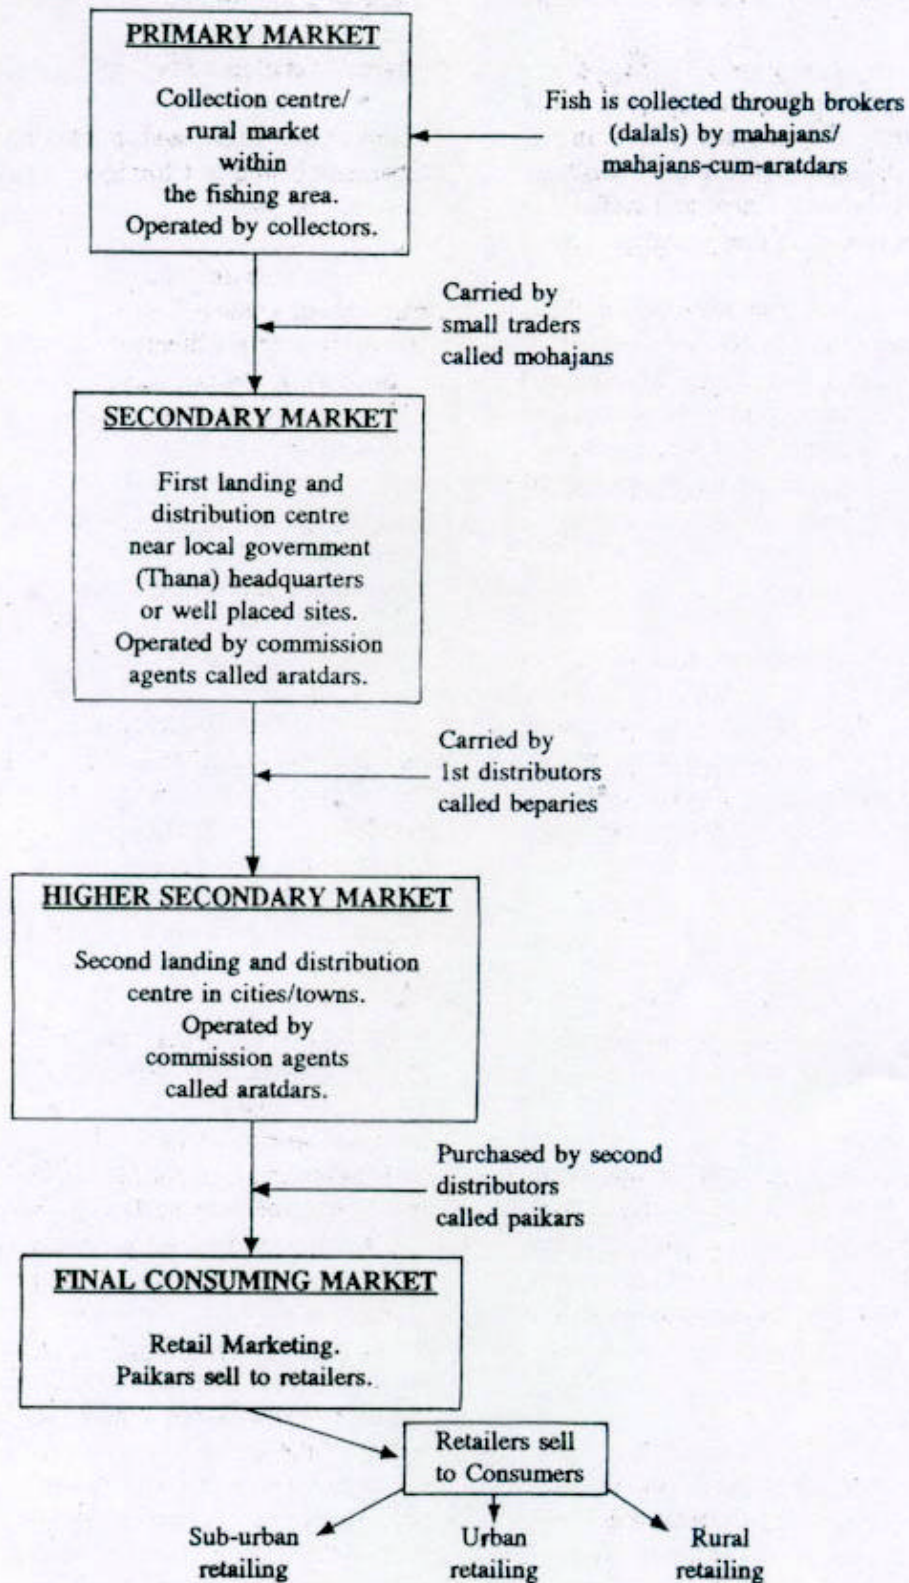 PRIMARY MARKET
Collection centre/
rural market
within
the fishing area.
Operated by collectors.
Fish is collected through brokers
(dalals) by mahajans/
mahajans-cum-aratdars
Carried by
small traders
called mohajans
SECONDARY MARKET
First landing and
distribution centre
near local government
(Thana) headquarters
or well placed sites.
Operated by commission
agents called aratdars.
Carried by
1st distributors
called beparies
HIGHER SECONDARY MARKET
Second landing and distribution
centre in cities/towns.
Operated by
commission agents
called aratdars.
Purchased by second
distributors
called paikars
FINAL CONSUMING MARKET
Retail Marketing.
Paikars sell to retailers.
Retailers sell
to Consumers
Sub-urban
retailing
Urban
retailing
Rural
retailing